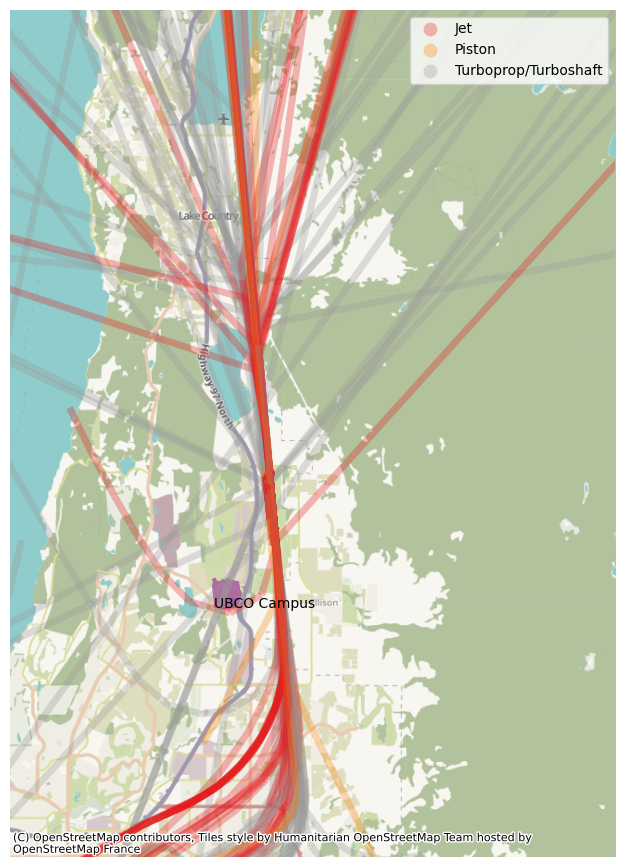 Jet
Piston
Turboprop/Turboshaft
Lake Country
Highway 97 North
UBCO Campus
(C) OpenStreetMap contributors, Tiles style by Humanitarian OpenStreetMap Team hosted by
OpenStreetMap France